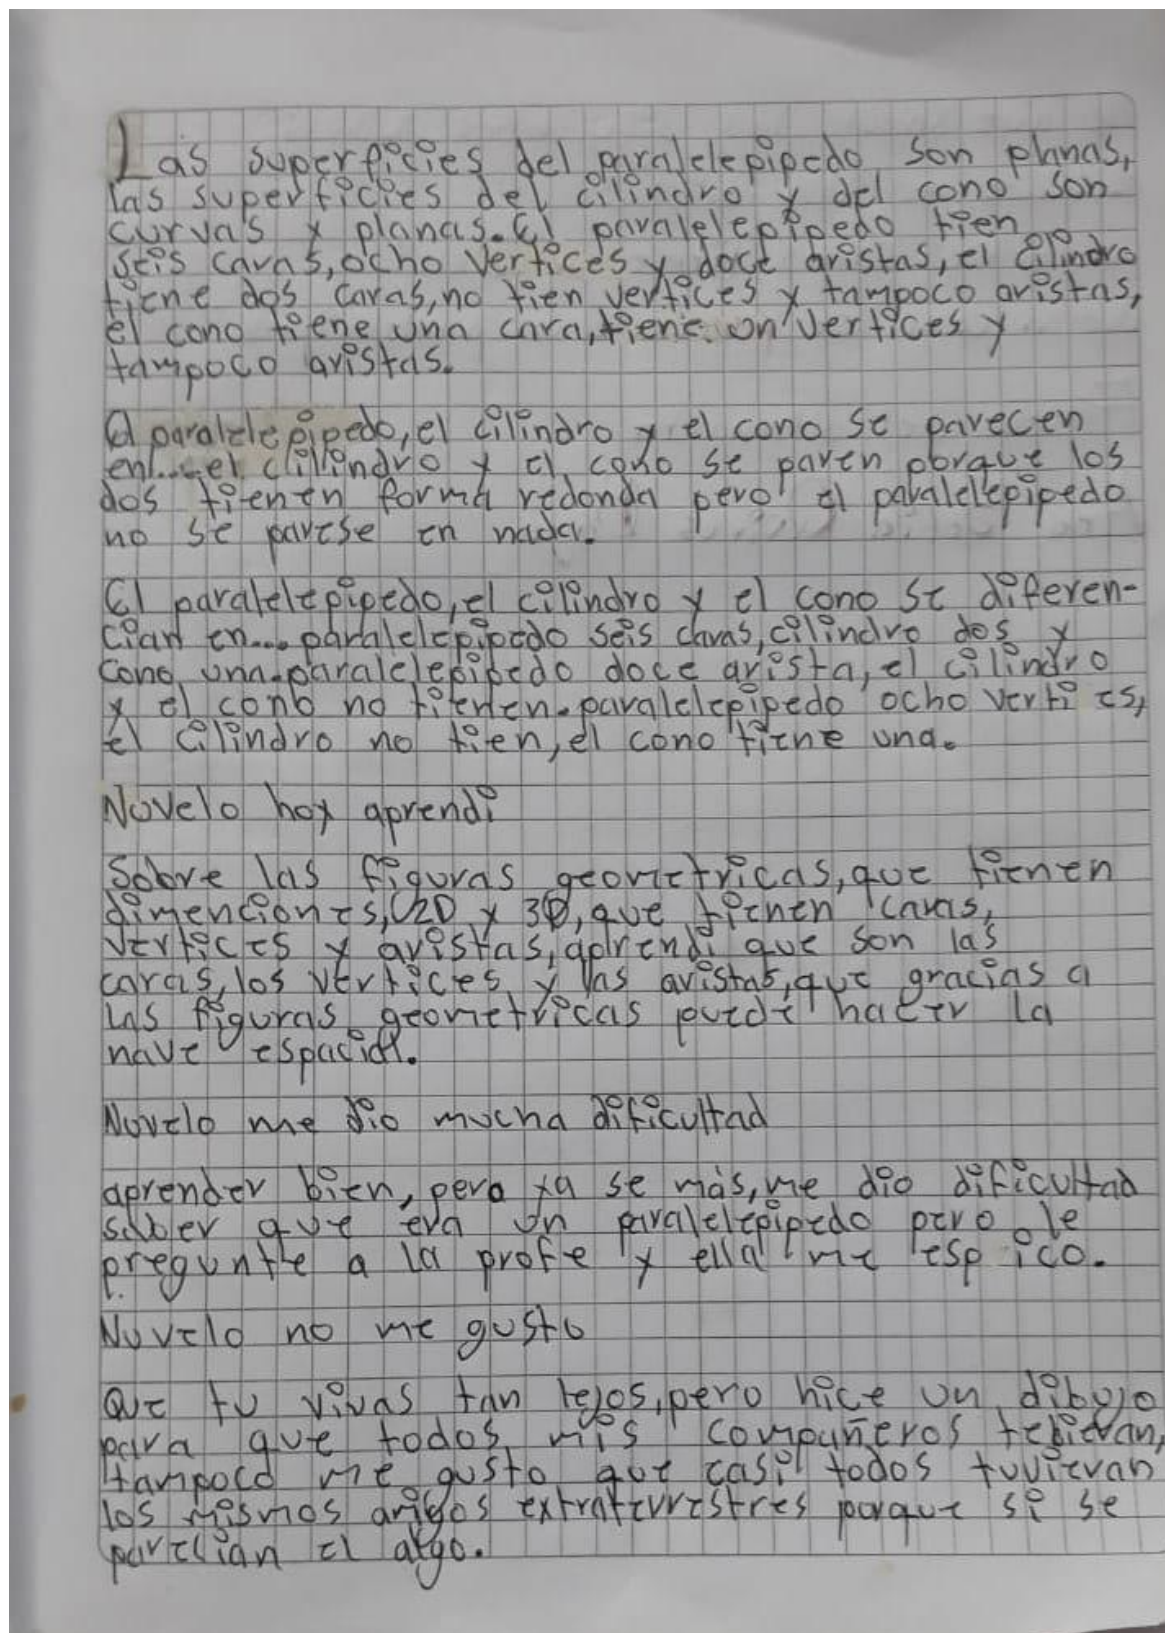 Las superficies del paralelepipedo son planas,
las superficies del cilindro y del cono son
curvas y planas. El paralelepipedo tien
seis caras, ocho vertices y doce aristas, el cilindro
tiene dos caras, no tien vertices y tampoco aristas,
el cono tiene una cara, tiene un vertices y
tampoco aristas.
El paralelepipedo, el cilindro y el cono se parecen
en... el cilindro y el cono se paren porque los
dos tienen forma redonda pero el paralelepipedo
no se parese en nada.
El paralelepipedo, el cilindro y el cono se diferen-
cian en... paralelepipedo seis caras, cilindro dos y
cono una. paralelepipedo doce arista, el cilindro
y el cono no tienen. paralelepipedo ocho verti es,
el cilindro no tien, el cono tiene una.
Novelo hoy aprendi
Sobre las figuras geometricas, que tienen
dimenciones, 2D y 3D, que tienen caras,
vertices y aristas, aprendi que son las
caras, los vertices y las aristas, que gracias a
las figuras geometricas puede hacer la
nave espacial.
Novelo me dio mucha dificultad
aprender bien, pero ya se más, me dio dificultad
saber que era un paralelepipedo pero le
pregunte a la profe y ella me esp ico.
Novelo no me gusto
Que tu vivas tan lejos, pero hice un dibujo
para que todos mis compañeros tebieran,
tampoco me gusto que casi todos tuvieran
los mismos amigos extraterrestres porque si se
parecian el algo.